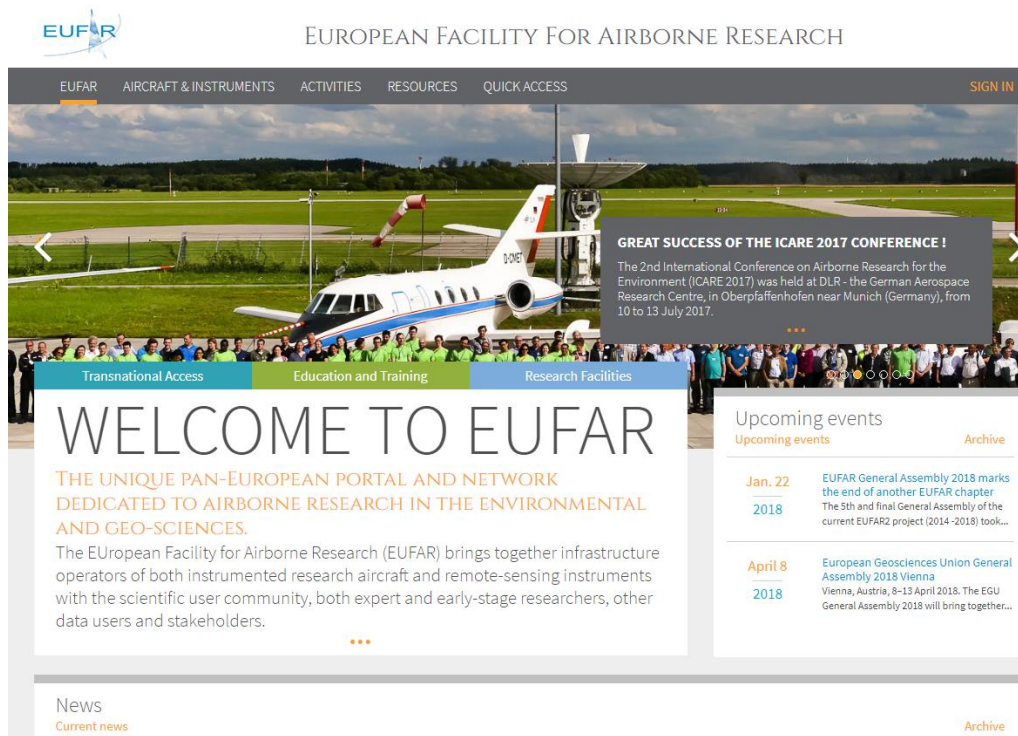 EUFAR
EUROPEAN FACILITY FOR AIRBORNE RESEARCH
EUFAR
AIRCRAFT & INSTRUMENTS
ACTIVITIES
RESOURCES
QUICK ACCESS
SIGN IN
D-CMET
GREAT SUCCESS OF THE ICARE 2017 CONFERENCE !
The 2nd International Conference on Airborne Research for the
Environment (ICARE 2017) was held at DLR - the German Aerospace
Research Centre, in Oberpfaffenhofen near Munich (Germany), from
10 to 13 July 2017.
Transnational Access
Education and Training
Research Facilities
WELCOME TO EUFAR
THE UNIQUE PAN-EUROPEAN PORTAL AND NETWORK
DEDICATED TO AIRBORNE RESEARCH IN THE ENVIRONMENTAL
AND GEO-SCIENCES.
The EUropean Facility for Airborne Research (EUFAR) brings together infrastructure
operators of both instrumented research aircraft and remote-sensing instruments
with the scientific user community, both expert and early-stage researchers, other
data users and stakeholders.
Upcoming events
Upcoming events
Archive
Jan. 22
2018
EUFAR General Assembly 2018 marks
the end of another EUFAR chapter
The 5th and final General Assembly of the
current EUFAR2 project (2014 -2018) took...
April 8
2018
European Geosciences Union General
Assembly 2018 Vienna
Vienna, Austria, 8–13 April 2018. The EGU
General Assembly 2018 will bring together...
News
Current news
Archive